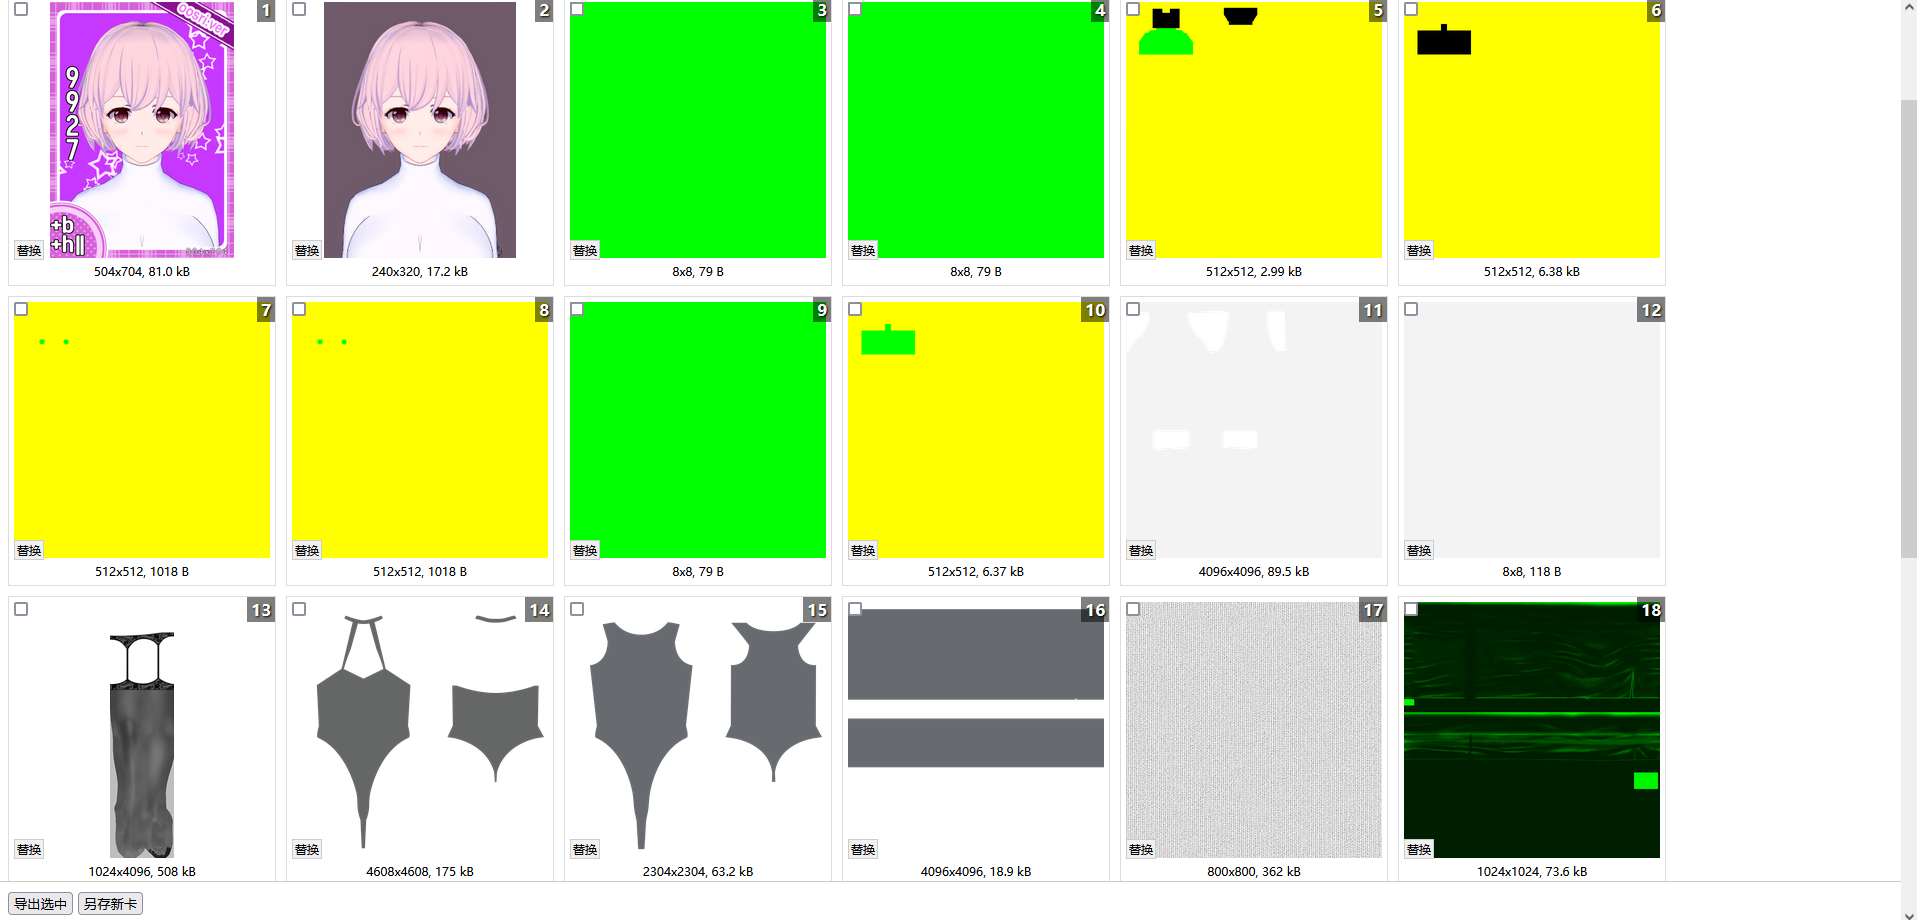 1
oosri:ver
9927
+b
+hll
替换
504x704, 81.0 kB
2
替换
240x320, 17.2 kB
3
替换
8x8, 79 B
4
替换
8x8, 79 B
5
替换
512x512, 2.99 kB
6
替换
512x512, 6.38 kB
7
替换
512x512, 1018 B
8
替换
512x512, 1018 B
9
替换
8x8, 79 B
10
替换
512x512, 6.37 kB
11
替换
4096x4096, 89.5 kB
12
替换
8x8, 118 B
13
替换
1024x4096, 508 kB
14
替换
4608x4608, 175 kB
15
替换
2304x2304, 63.2 kB
16
替换
4096x4096, 18.9 kB
17
替换
800x800, 362 kB
18
替换
1024x1024, 73.6 kB
导出选中 另存新卡